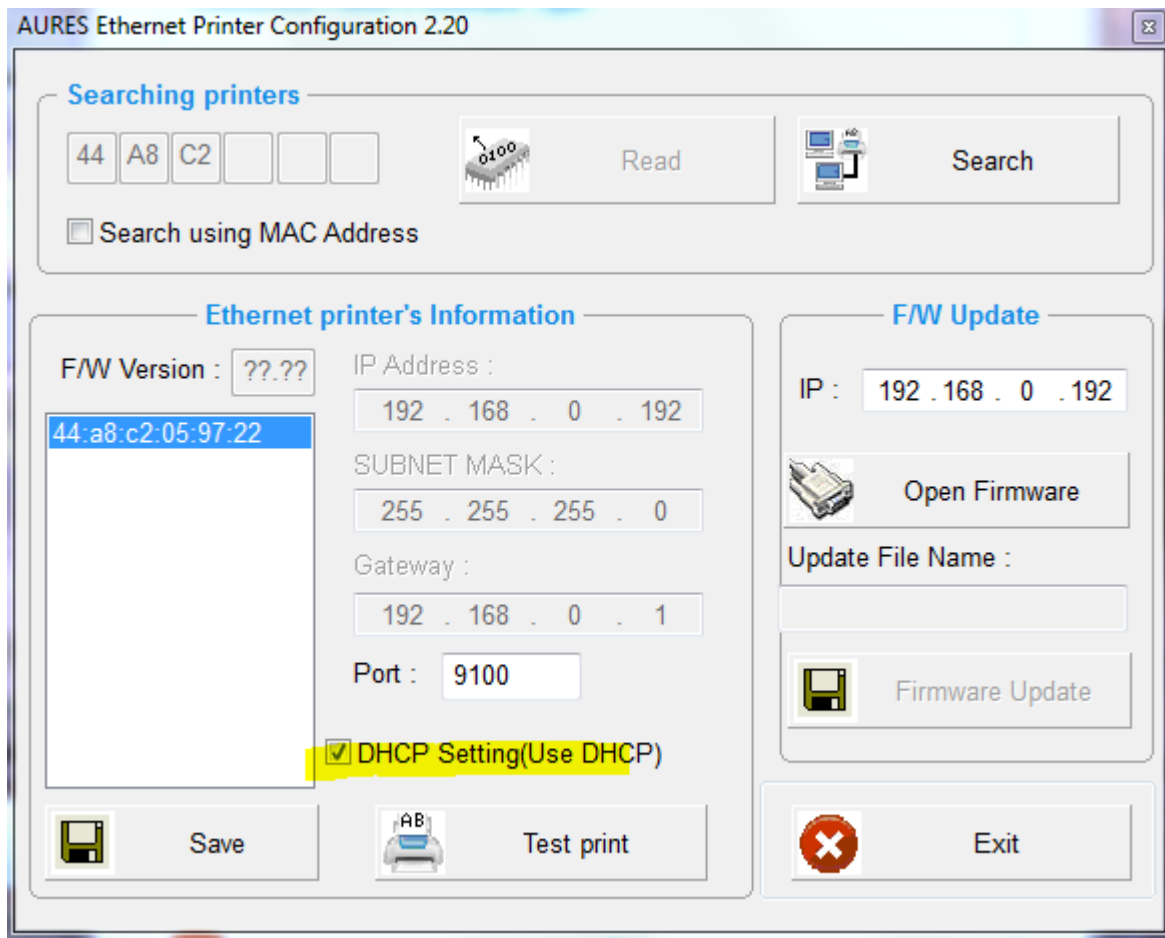 AURES Ethernet Printer Configuration 2.20
Searching printers
44 A8 C2
Read
Search
Search using MAC Address
Ethernet printer's Information
F/W Version : ??.??
44:a8:c2:05:97:22
IP Address :
192 . 168 . 0 . 192
SUBNET MASK :
255 . 255 . 255 . 0
Gateway :
192 . 168 . 0 . 1
Port : 9100
DHCP Setting(Use DHCP)
Save
AB
Test print
F/W Update
IP : 192 . 168 . 0 . 192
Open Firmware
Update File Name :
Firmware Update
Exit